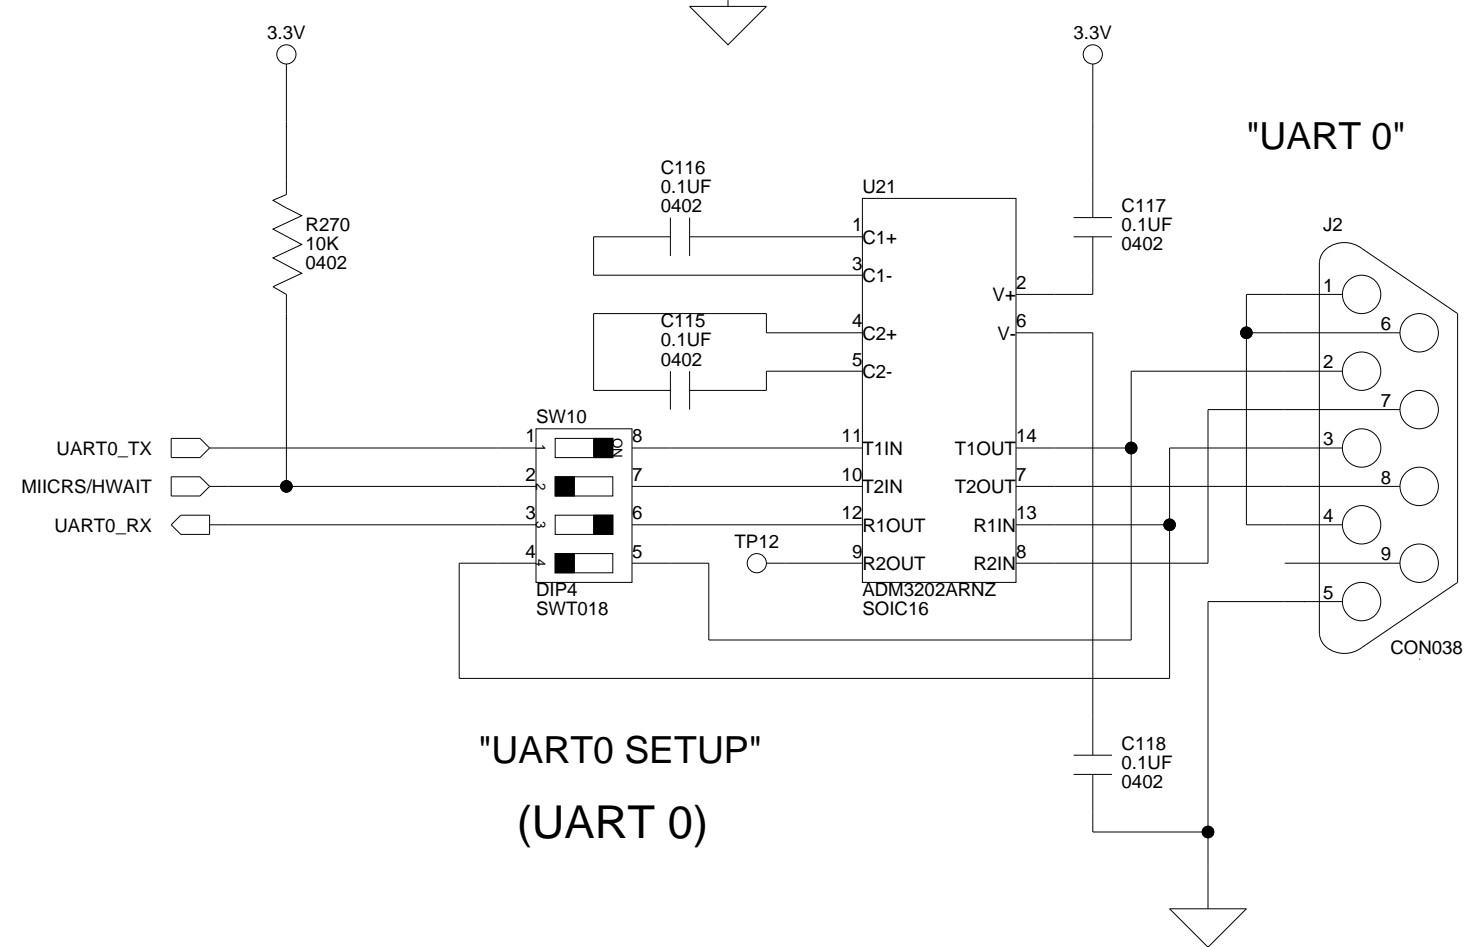 3.3V
3.3V
"UART 0"
C116
0.1UF
0402
U21
C117
0.1UF
0402
J2
R270
10K
0402
1
C1+
3
C1-
2
V+
6
V-
4
C2+
5
C2-
C115
0.1UF
0402
1
6
2
7
3
8
4
9
5
SW10
UART0_TX
1
1
ON
8
11
T1IN
T1OUT
14
MIICRS/HWAIT
2
2
7
10
T2IN
T2OUT
7
UART0_RX
3
3
6
12
R1OUT
R1IN
13
4
4
5
TP12
9
R2OUT
R2IN
8
DIP4
SWT018
ADM3202ARNZ
SOIC16
CON038
"UART0 SETUP"
(UART 0)
C118
0.1UF
0402